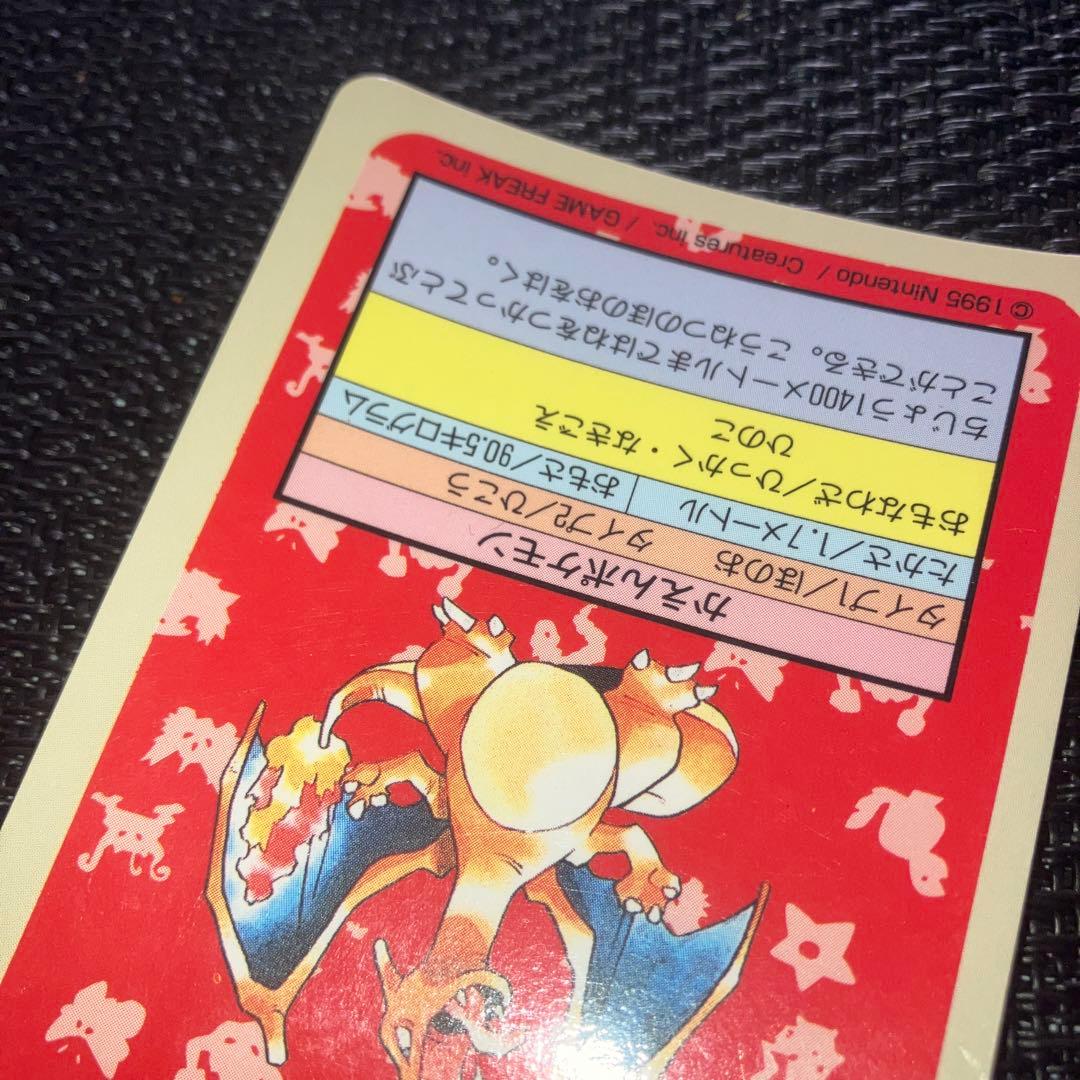 かえんポケモン
タイプ1/ほのお タイプ2/ひこう
たかさ/1.7メートル おもさ/90.5キログラム
おもなわざ/ひっかく・なきごえ
ひのこ
ちじょう1400メートルまではねをつかってとぶ
ことができる。こうねつのほのおをはく。
©1995 Nintendo / Creatures inc. / GAME FREAK inc.